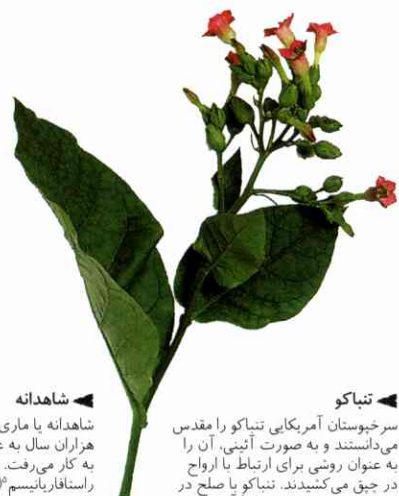 تنباکو
سرخپوستان آمریکایی تنباکو را مقدس
می‌دانستند و به صورت آئینی، آن را
به عنوان روشی برای ارتباط با ارواح
در چپق می‌کشیدند. تنباکو با صلح در
شاهدانه
شاهدانه یا ماری
هزاران سال به
به کار می‌رفت.
راستافاریانیسم